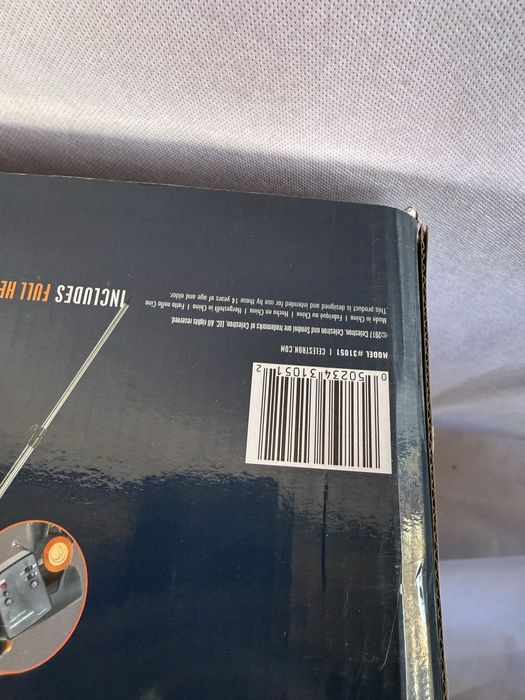 INCLUDES FULL HE
0 50234 31051 2
MODEL #31051 | CELESTRON.COM
©2017 Celestron. Celestron and Symbol are trademarks of Celestron, LLC. All rights reserved.
Made in China | Fabriqué au Chine | Hecho en China | Hergestellt in China | Fatto nella Cina
This product is designed and intended for use by those 14 years of age and older.